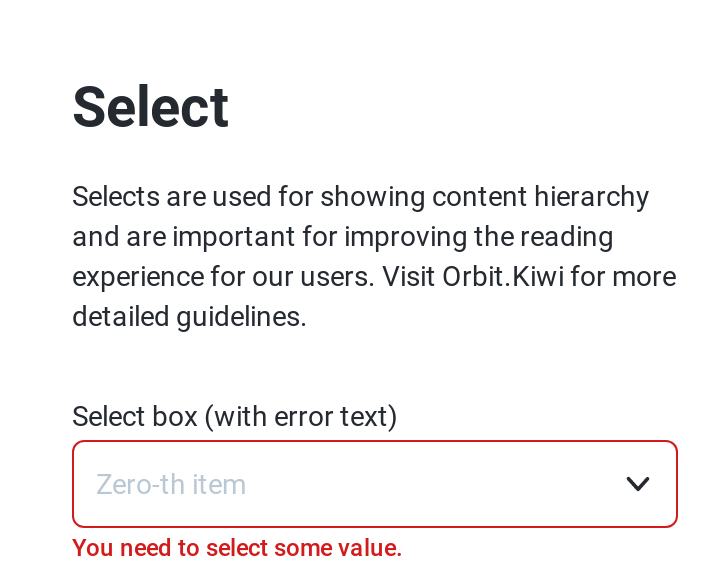 Select
Selects are used for showing content hierarchy
and are important for improving the reading
experience for our users. Visit Orbit.Kiwi for more
detailed guidelines.
Select box (with error text)
Zero-th item
You need to select some value.